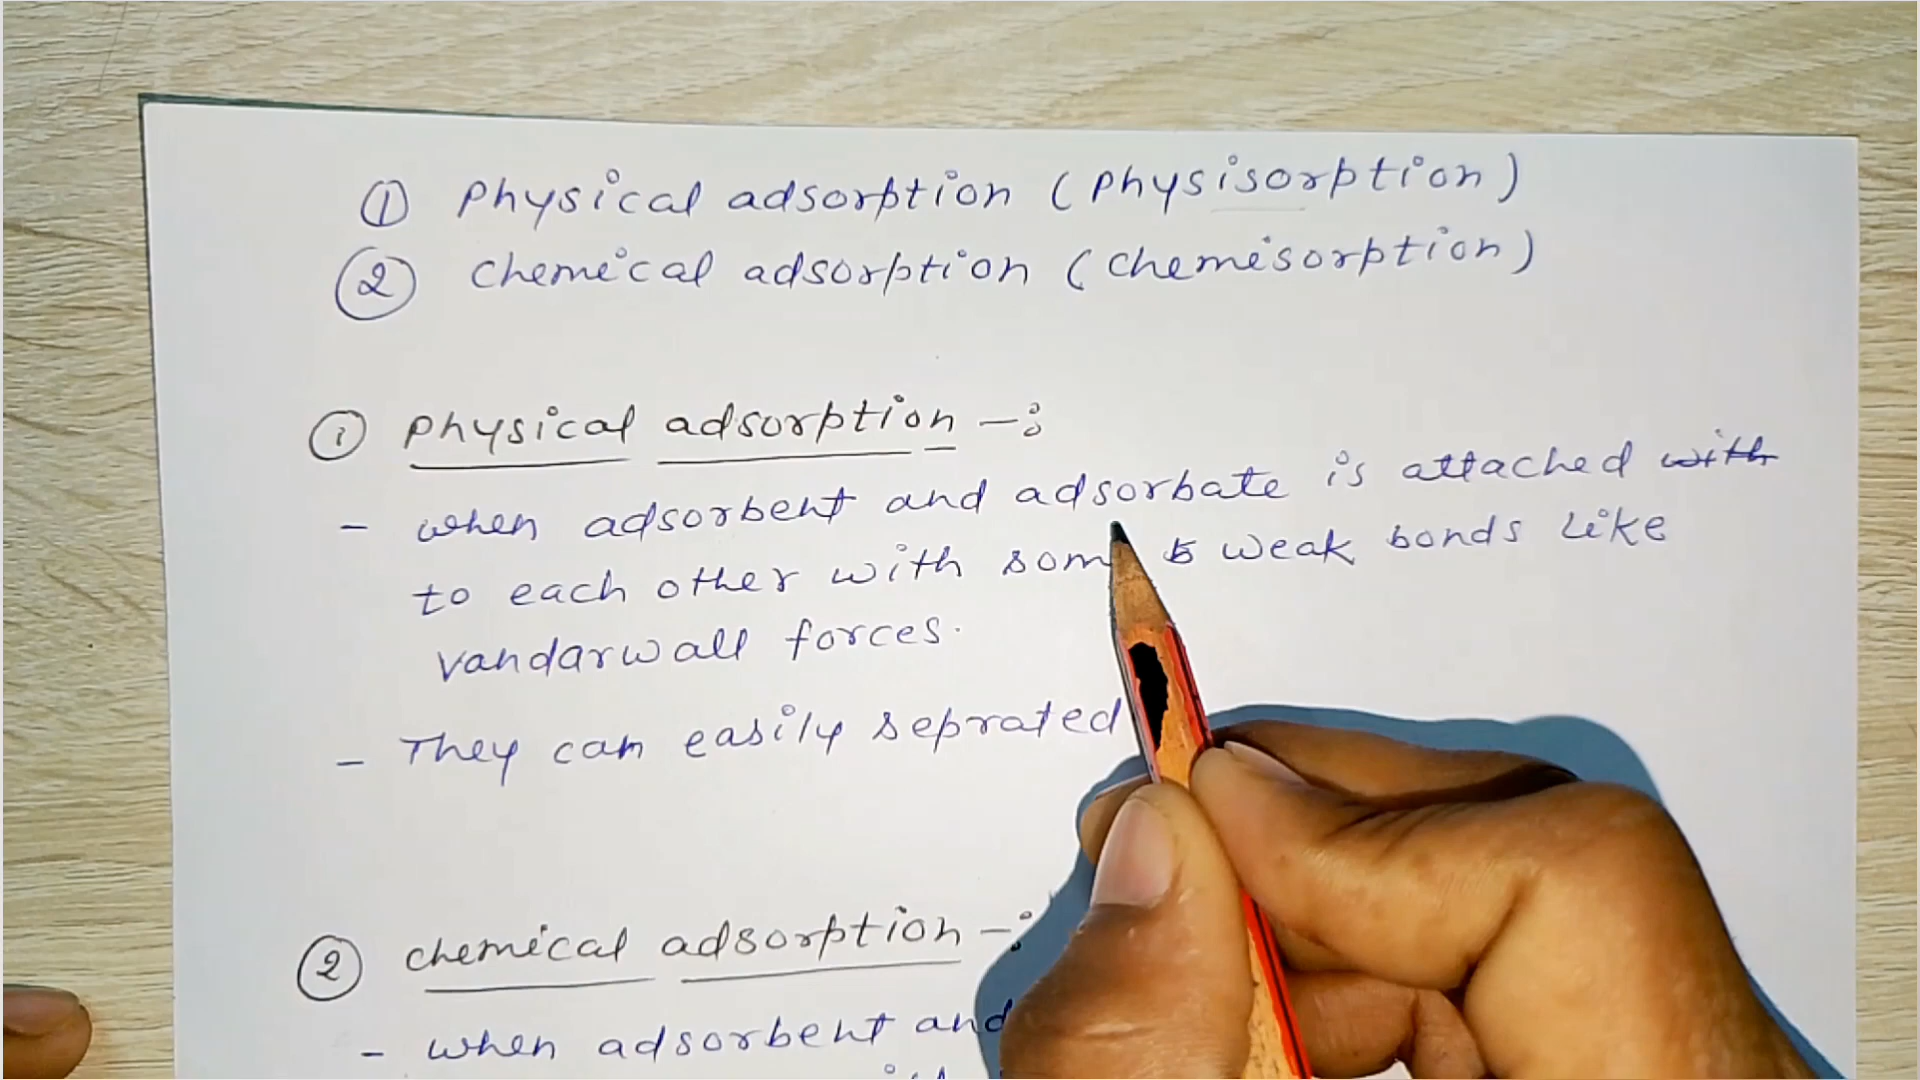 ① Physical adsorption (Physisorption)
② Chemical adsorption (Chemisorption)
① Physical adsorption -:
- when adsorbent and adsorbate is attached with
to each other with som weak bonds like
vandarwall forces.
- They can easily seprated
② chemical adsorption -:
- when adsorbent and